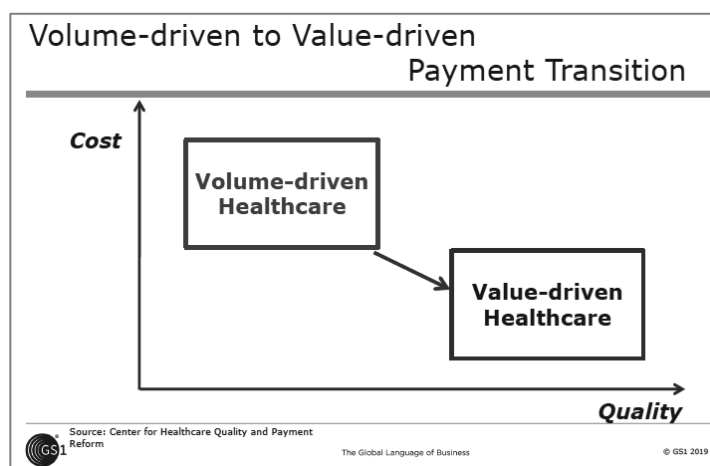 Volume-driven to Value-driven
Payment Transition
Cost
Volume-driven
Healthcare
Value-driven
Healthcare
Quality
Source: Center for Healthcare Quality and Payment
Reform
GS1
The Global Language of Business
© GS1 2019